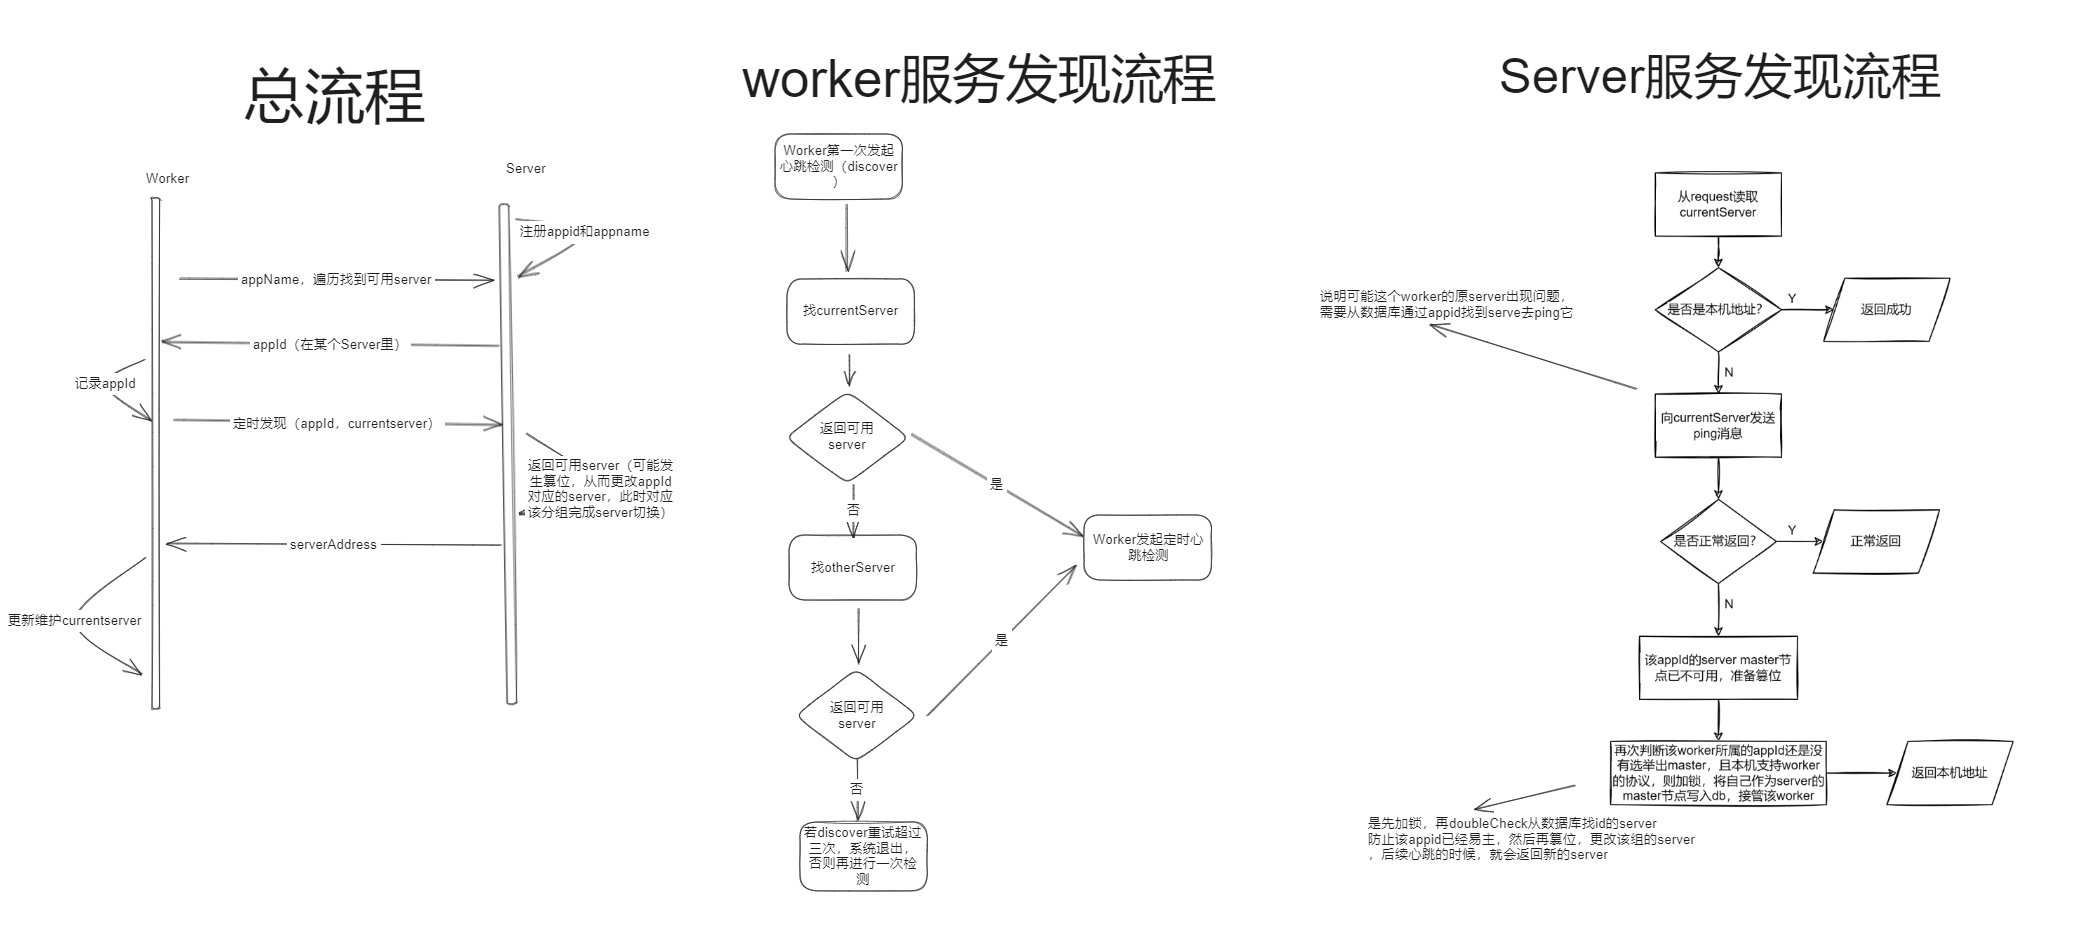 总流程
Worker
Server
注册appid和appname
appName，遍历找到可用server
appId（在某个Server里）
记录appId
定时发现（appId，currentserver）
返回可用server（可能发
生篡位，从而更改appId
对应的server，此时对应
该分组完成server切换）
serverAddress
更新维护currentserver
worker服务发现流程
Worker第一次发起
心跳检测（discover
）
找currentServer
返回可用
server
是
否
Worker发起定时心
跳检测
找otherServer
是
返回可用
server
否
若discover重试超过
三次，系统退出，
否则再进行一次检
测
Server服务发现流程
从request读取
currentServer
是否是本机地址？
Y
返回成功
说明可能这个worker的原server出现问题，
需要从数据库通过appid找到serve去ping它
N
向currentServer发送
ping消息
是否正常返回？
Y
正常返回
N
该appId的server master节
点已不可用，准备篡位
再次判断该worker所属的appId还是没
有选举出master，且本机支持worker
的协议，则加锁，将自己作为server的
master节点写入db，接管该worker
返回本机地址
是先加锁，再doubleCheck从数据库找id的server
防止该appid已经易主，然后再篡位，更改该组的server
，后续心跳的时候，就会返回新的server